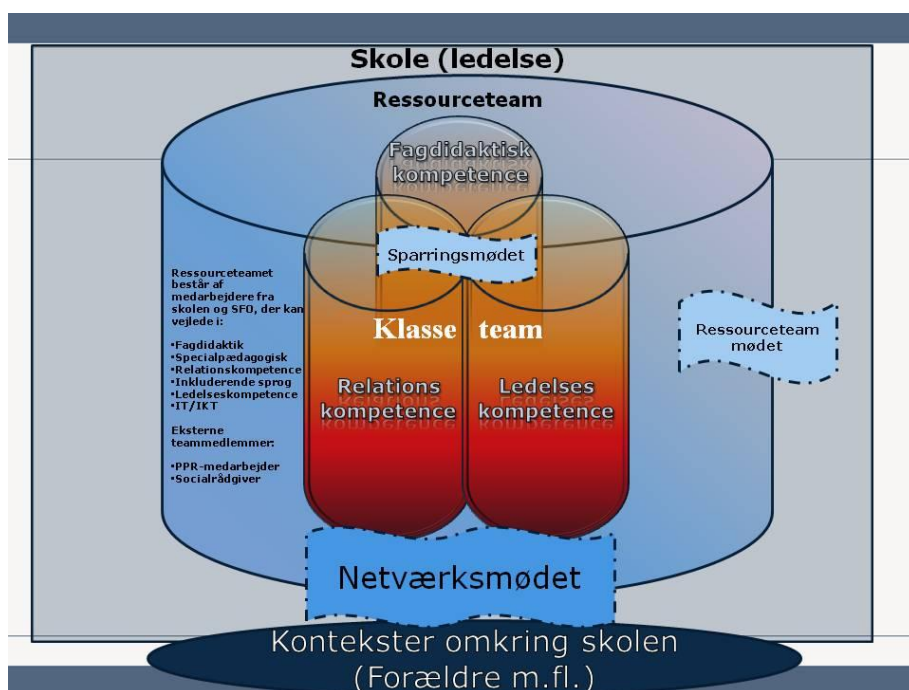 Skole (ledelse)
Ressourceteam
Fagdidaktisk
kompetence
Sparringsmødet
Ressourceteamet
består af
medarbejdere fra
skolen og SFO, der kan
vejlede i:
•Fagdidaktik
•Specialpædagogisk
•Relationskompetence
•Inkluderende sprog
•Ledelseskompetence
•IT/IKT
Eksterne
teammedlemmer:
•PPR-medarbejder
•Socialrådgiver
Klasse team
Relations
kompetence
Ledelses
kompetence
Ressourceteam
mødet
Netværksmødet
Kontekster omkring skolen
(Forældre m.fl.)